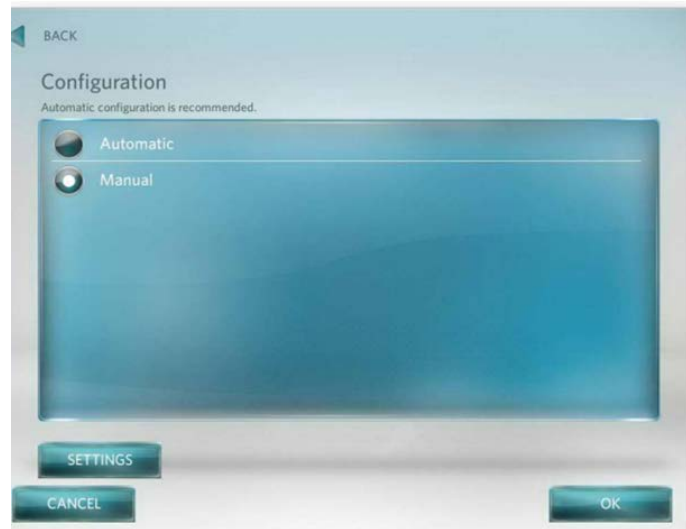 BACK
Configuration
Automatic configuration is recommended.
Automatic
Manual
SETTINGS
CANCEL
OK